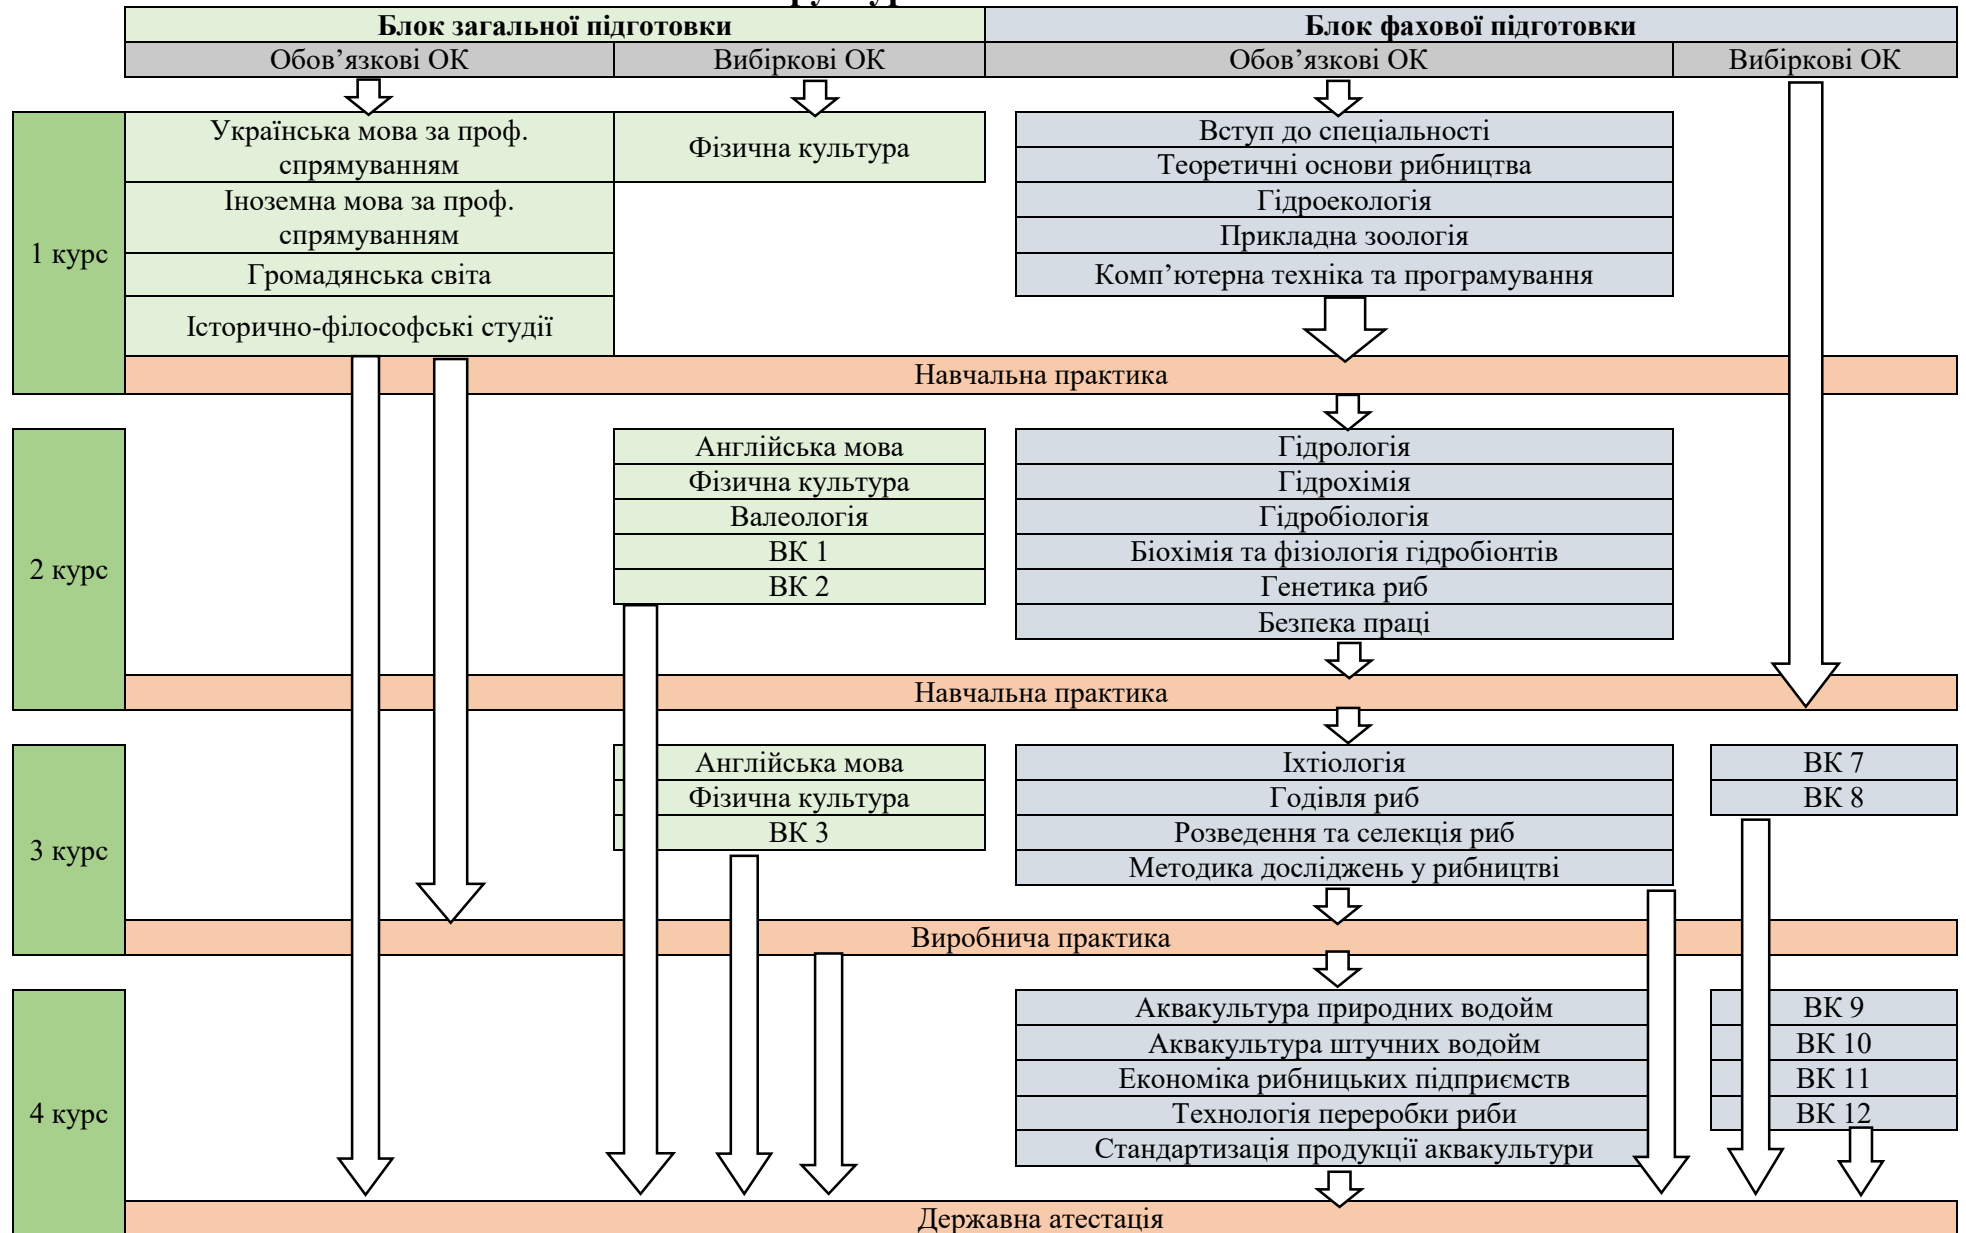 Блок загальної підготовки
Блок фахової підготовки
Обов’язкові ОК
Вибіркові ОК
Обов’язкові ОК
Вибіркові ОК
1 курс
Українська мова за проф.
спрямуванням
Іноземна мова за проф.
спрямуванням
Громадянська світа
Історично-філософські студії
Фізична культура
Вступ до спеціальності
Теоретичні основи рибництва
Гідроекологія
Прикладна зоологія
Комп’ютерна техніка та програмування
Навчальна практика
2 курс
Англійська мова
Фізична культура
Валеологія
ВК 1
ВК 2
Гідрологія
Гідрохімія
Гідробіологія
Біохімія та фізіологія гідробіонтів
Генетика риб
Безпека праці
Навчальна практика
3 курс
Англійська мова
Фізична культура
ВК 3
Іхтіологія
Годівля риб
Розведення та селекція риб
Методика досліджень у рибництві
ВК 7
ВК 8
Виробнича практика
4 курс
Аквакультура природних водойм
Аквакультура штучних водойм
Економіка рибницьких підприємств
Технологія переробки риби
Стандартизація продукції аквакультури
ВК 9
ВК 10
ВК 11
ВК 12
Державна атестація